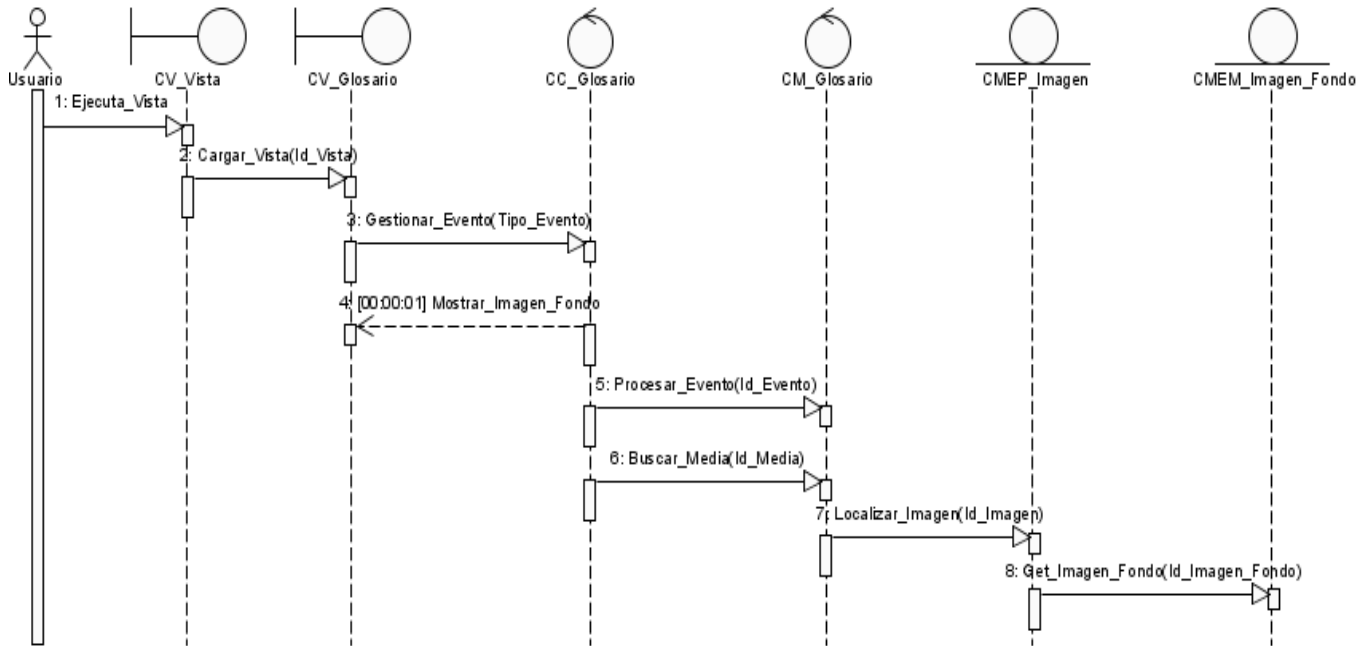 Usuario
CV_Vista
CV_Glosario
CC_Glosario
CM_Glosario
CMEP_Imagen
CMEM_Imagen_Fondo
1: Ejecuta_Vista
2: Cargar_Vista(Id_Vista)
3: Gestionar_Evento(Tipo_Evento)
4: [00:00:01] Mostrar_Imagen_Fondo
5: Procesar_Evento(Id_Evento)
6: Buscar_Media(Id_Media)
7: Localizar_Imagen(Id_Imagen)
8: Get_Imagen_Fondo(Id_Imagen_Fondo)